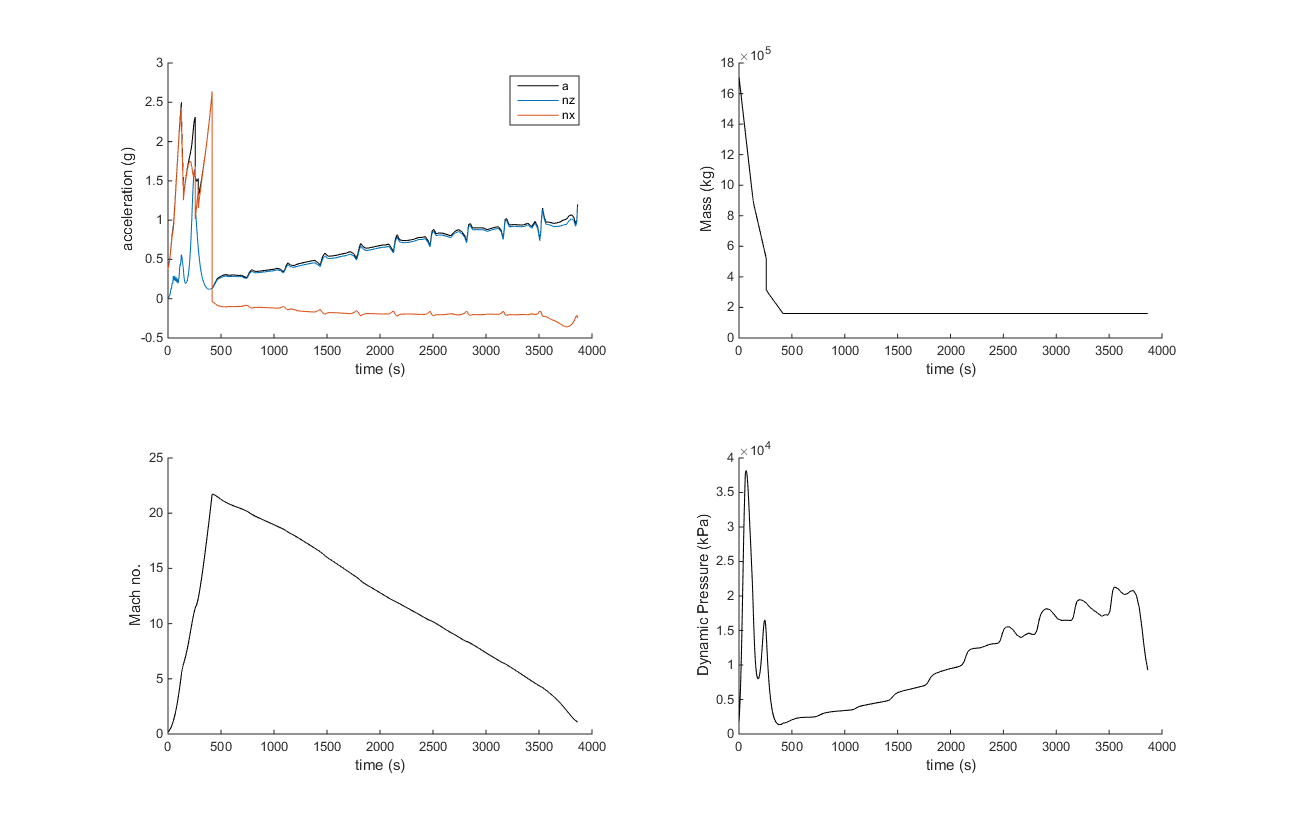 3
2.5
2
1.5
1
0.5
0
-0.5
acceleration (g)
a
nz
nx
0 500 1000 1500 2000 2500 3000 3500 4000
time (s)
×10^5
18
16
14
12
10
8
6
4
2
0
Mass (kg)
0 500 1000 1500 2000 2500 3000 3500 4000
time (s)
25
20
15
10
5
0
Mach no.
0 500 1000 1500 2000 2500 3000 3500 4000
time (s)
×10^4
4
3.5
3
2.5
2
1.5
1
0.5
0
Dynamic Pressure (kPa)
0 500 1000 1500 2000 2500 3000 3500 4000
time (s)